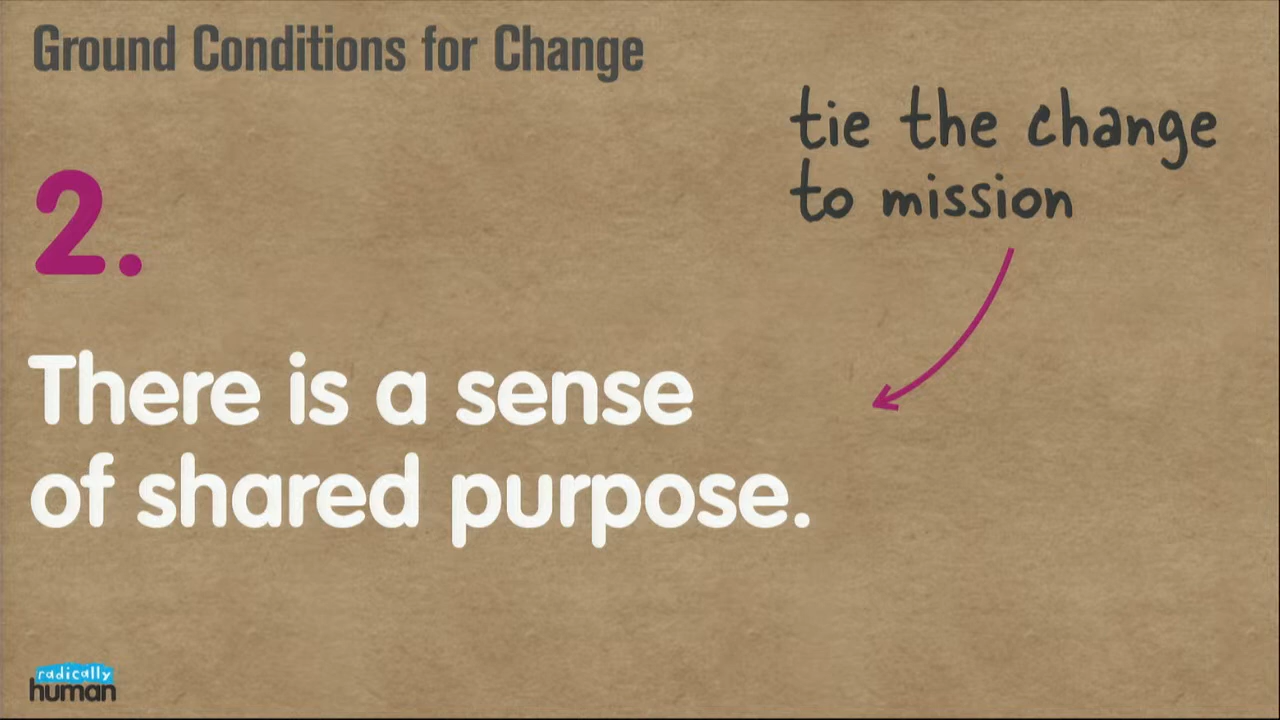 Ground Conditions for Change
tie the change
to mission
2.
There is a sense
of shared purpose.
radically
human